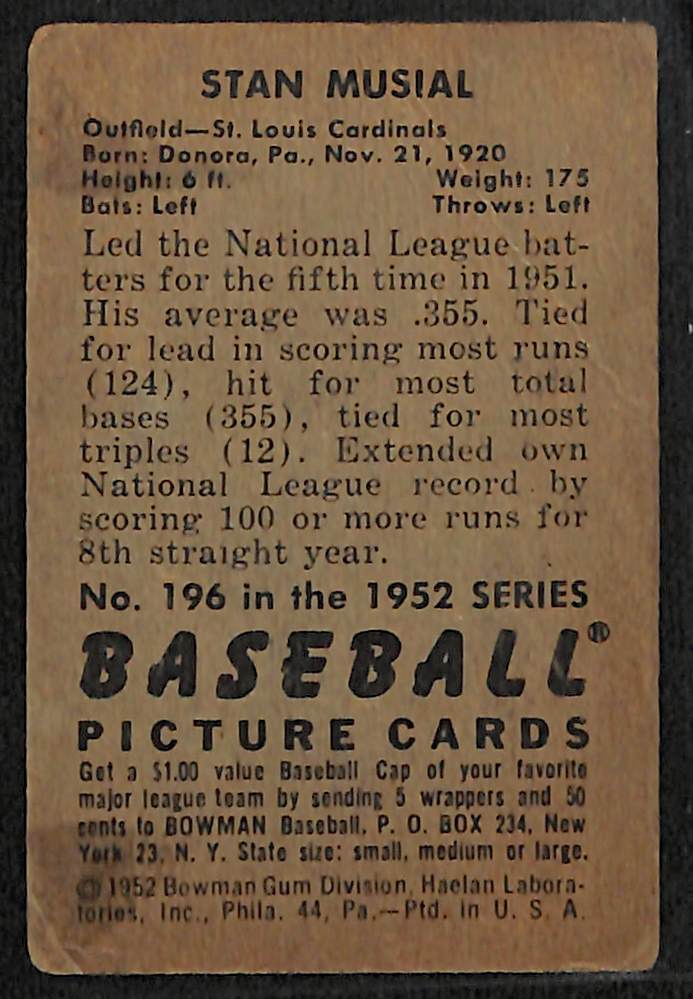 STAN MUSIAL
Outfield—St. Louis Cardinals
Born: Donora, Pa., Nov. 21, 1920
Height: 6 ft. Weight: 175
Bats: Left Throws: Left
Led the National League bat-
ters for the fifth time in 1951.
His average was .355. Tied
for lead in scoring most runs
(124), hit for most total
bases (355), tied for most
triples (12). Extended own
National League record by
scoring 100 or more runs for
8th straight year.
No. 196 in the 1952 SERIES
BASEBALL®
PICTURE CARDS
Get a $1.00 value Baseball Cap of your favorite
major league team by sending 5 wrappers and 50
cents to BOWMAN Baseball, P. O. BOX 234, New
York 23, N. Y. State size: small, medium or large.
© 1952 Bowman Gum Division, Haelan Labora-
tories, Inc., Phila. 44, Pa.—Ptd. in U. S. A.